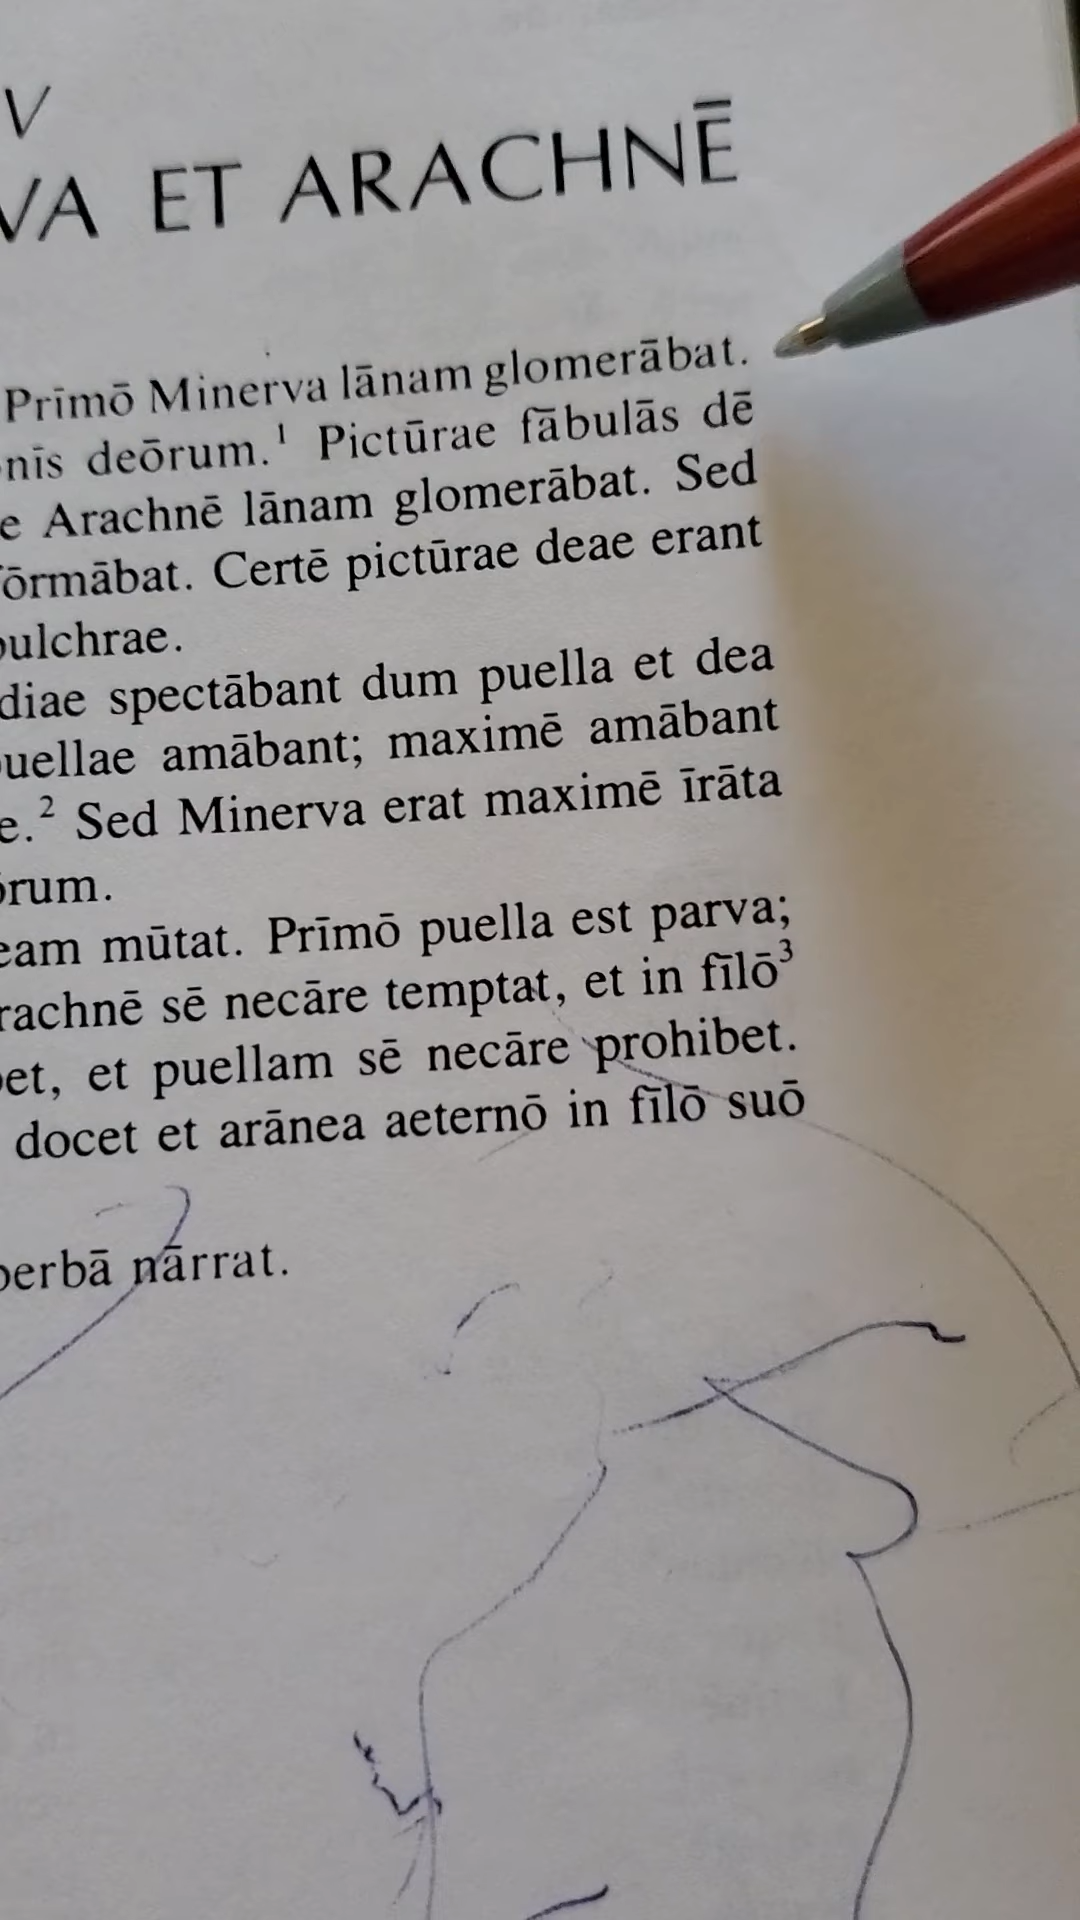 V
VA ET ARACHNĒ
Prīmō Minerva lānam glomerābat.
nīs deōrum.¹ Pictūrae fābulās dē
e Arachnē lānam glomerābat. Sed
ōrmābat. Certē pictūrae deae erant
pulchrae.
diae spectābant dum puella et dea
uellae amābant; maximē amābant
e.² Sed Minerva erat maximē īrāta
ōrum.
eam mūtat. Prīmō puella est parva;
rachnē sē necāre temptat, et in fīlō³
et, et puellam sē necāre prohibet.
docet et arānea aeternō in fīlō suō
perbā nārrat.